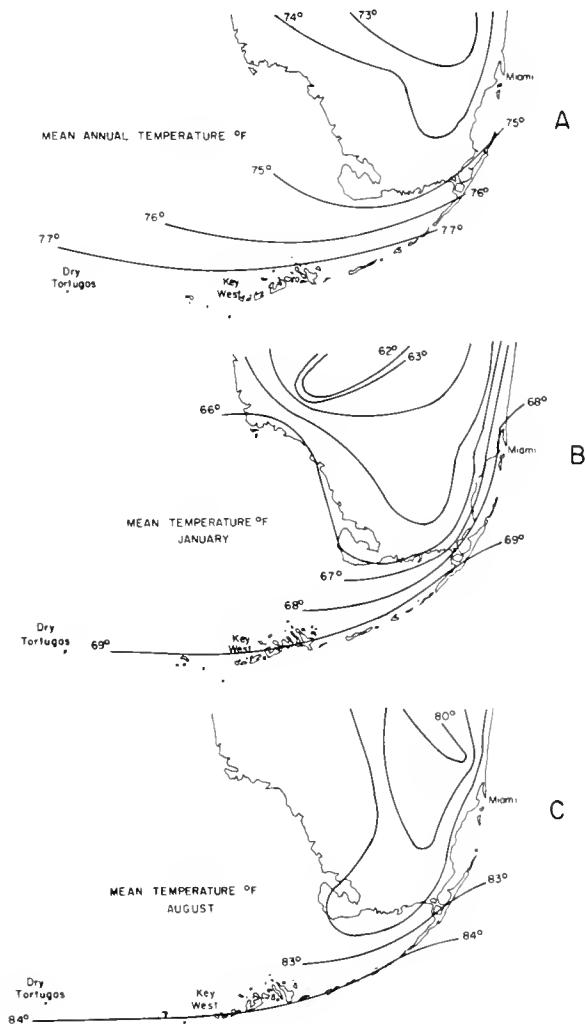 74° 73°
Miami
A
MEAN ANNUAL TEMPERATURE °F
75°
75°
76°
76°
77°
77°
Dry
Tortugas
Key
West
62°
63°
66°
68°
Miami
B
MEAN TEMPERATURE °F
JANUARY
67°
69°
68°
Dry
Tortugas
69°
Key
West
80°
Miami
C
MEAN TEMPERATURE °F
AUGUST
83°
83°
84°
Dry
Tortugas
Key
West
84°